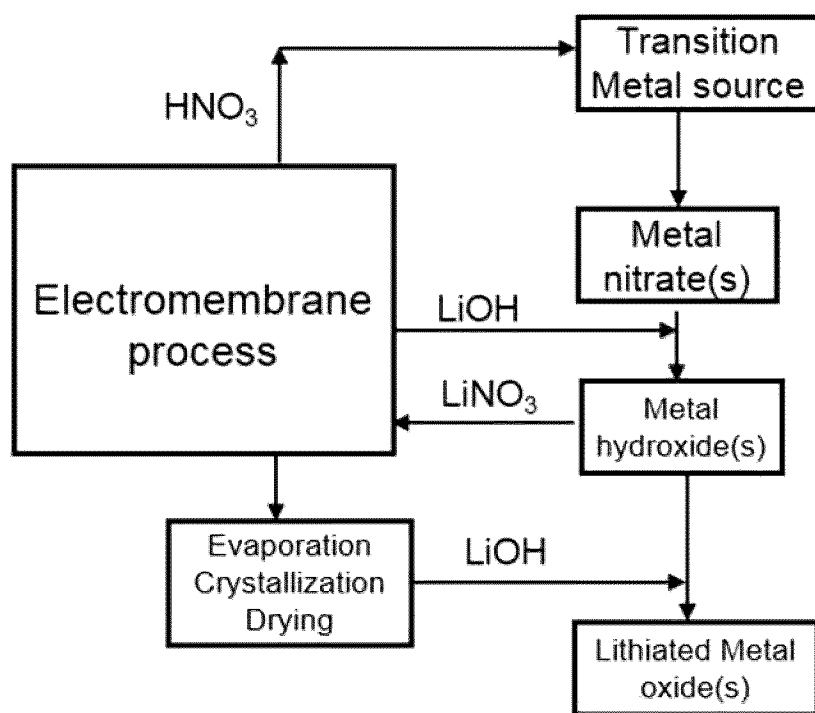 Transition
Metal source
HNO₃
Metal
nitrate(s)
Electromembrane
process
LiOH
LiNO₃
Metal
hydroxide(s)
Evaporation
Crystallization
Drying
LiOH
Lithiated Metal
oxide(s)